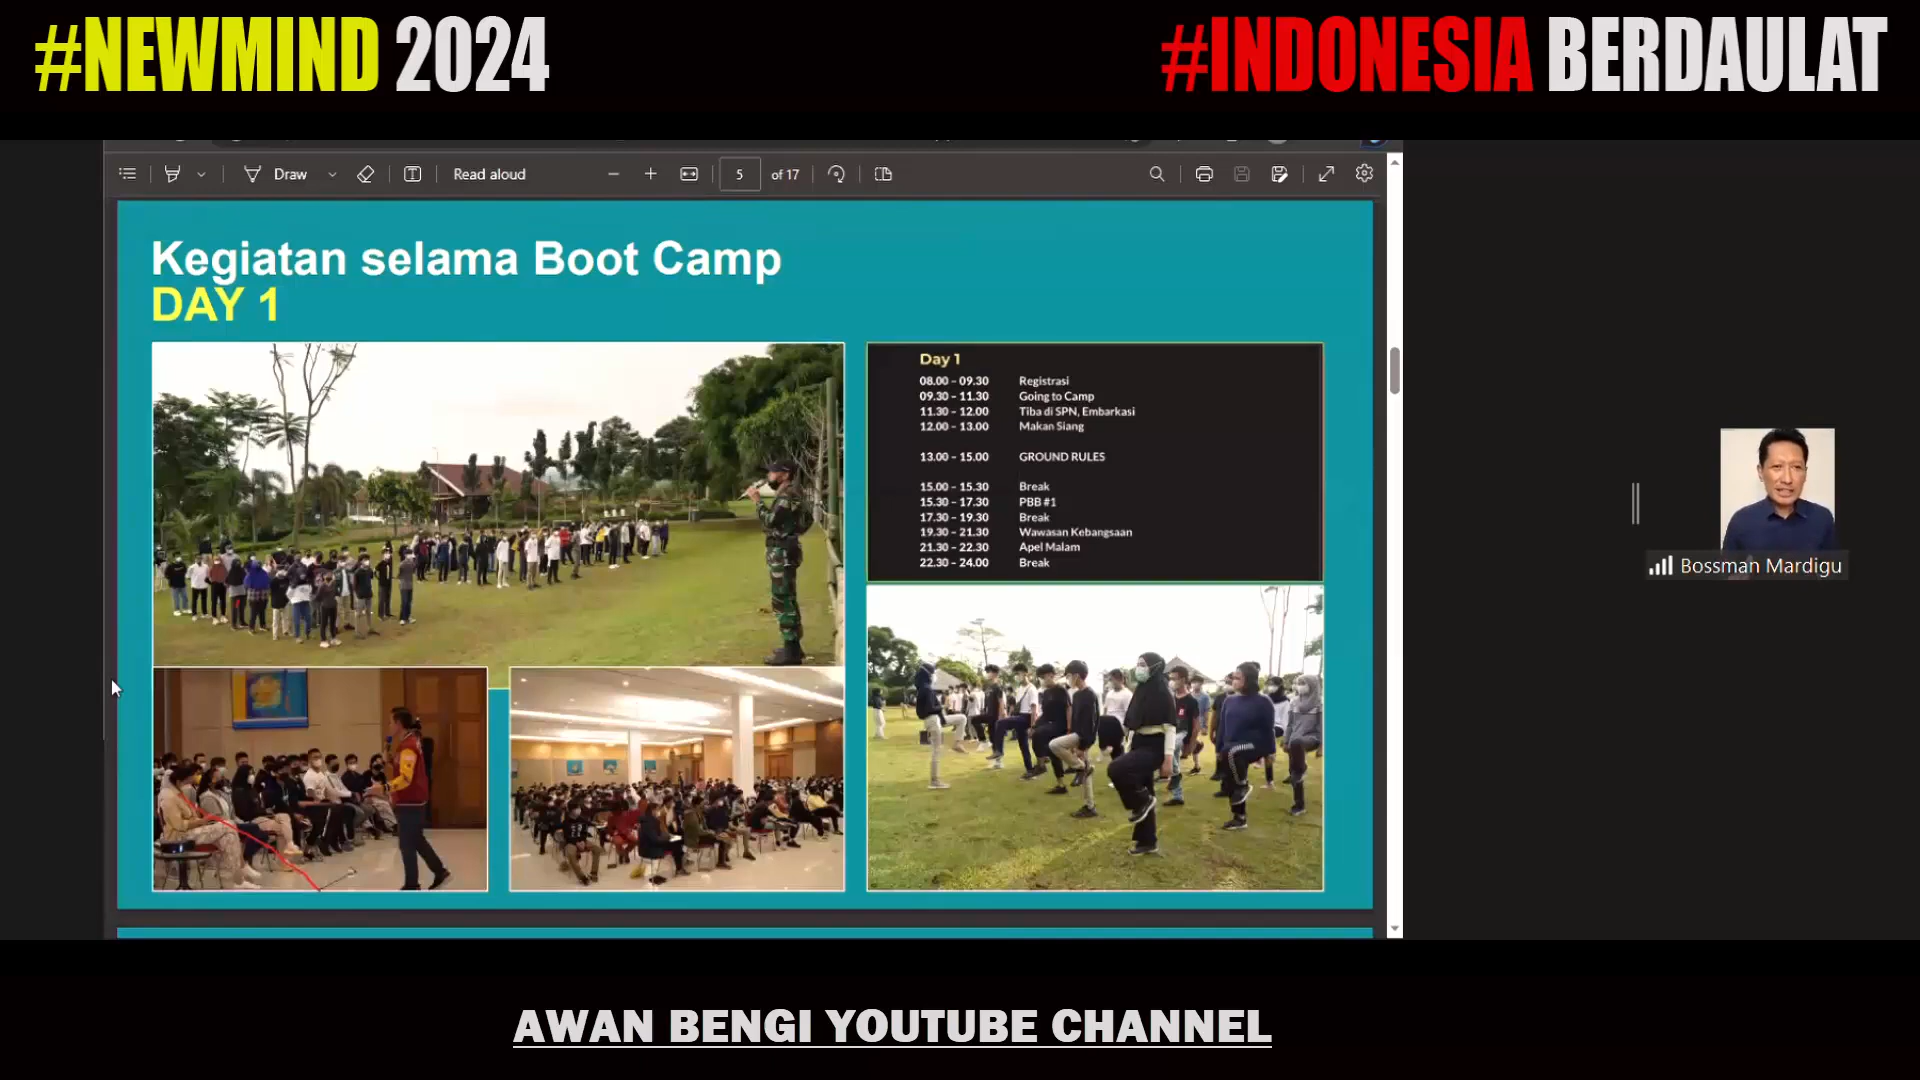 #NEWMIND 2024
#INDONESIA BERDAULAT
Draw
Read aloud
5 of 17
Kegiatan selama Boot Camp
DAY 1
Day 1
08.00 – 09.30 Registrasi
09.30 – 11.30 Going to Camp
11.30 – 12.00 Tiba di SPN, Embarkasi
12.00 – 13.00 Makan Siang
13.00 – 15.00 GROUND RULES
15.00 – 15.30 Break
15.30 – 17.30 PBB #1
17.30 – 19.30 Break
19.30 – 21.30 Wawasan Kebangsaan
21.30 – 22.30 Apel Malam
22.30 – 24.00 Break
Bossman Mardigu
AWAN BENGI YOUTUBE CHANNEL